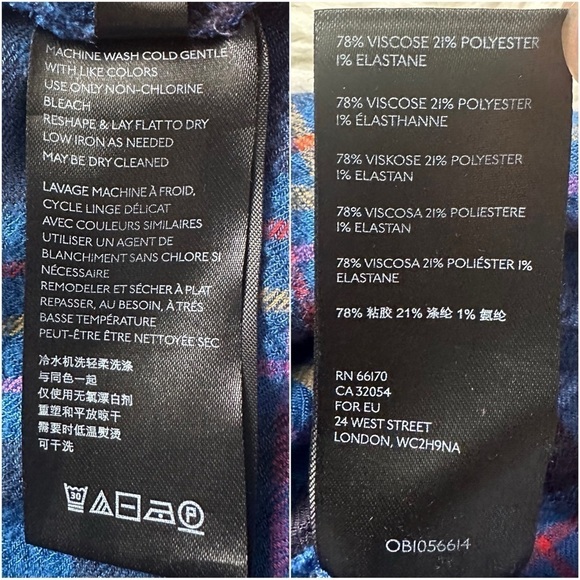 MACHINE WASH COLD GENTLE
WITH LIKE COLORS
USE ONLY NON-CHLORINE
BLEACH
RESHAPE & LAY FLAT TO DRY
LOW IRON AS NEEDED
MAY BE DRY CLEANED
LAVAGE MACHINE À FROID,
CYCLE LINGE DÉLICAT
AVEC COULEURS SIMILAIRES
UTILISER UN AGENT DE
BLANCHIMENT SANS CHLORE SI
NÉCESSAIRE
REMODELER ET SÉCHER À PLAT
REPASSER, AU BESOIN, À TRÉS
BASSE TEMPÉRATURE
PEUT-ÊTRE ÊTRE NETTOYÉE SEC
冷水机洗轻柔洗涤
与同色一起
仅使用无氯漂白剂
重塑和平放晾干
需要时低温熨烫
可干洗
30
P
78% VISCOSE 21% POLYESTER
1% ELASTANE
78% VISCOSE 21% POLYESTER
1% ÉLASTHANNE
78% VISKOSE 21% POLYESTER
1% ELASTAN
78% VISCOSA 21% POLIESTERE
1% ELASTAN
78% VISCOSA 21% POLIÉSTER 1%
ELASTANE
78% 粘胶 21% 涤纶 1% 氨纶
RN 66170
CA 32054
FOR EU
24 WEST STREET
LONDON, WC2H9NA
OB1056614